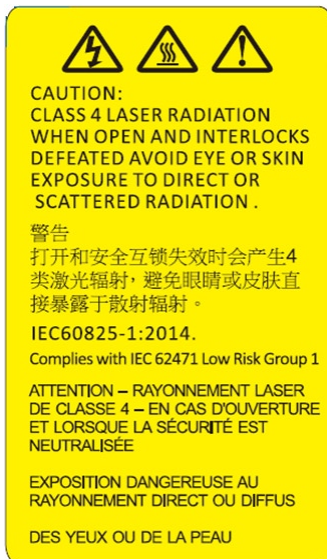 CAUTION:
CLASS 4 LASER RADIATION
WHEN OPEN AND INTERLOCKS
DEFEATED AVOID EYE OR SKIN
EXPOSURE TO DIRECT OR
SCATTERED RADIATION .
警告
打开和安全互锁失效时会产生4
类激光辐射，避免眼睛或皮肤直
接暴露于散射辐射。
IEC60825-1:2014.
Complies with IEC 62471 Low Risk Group 1
ATTENTION – RAYONNEMENT LASER
DE CLASSE 4 – EN CAS D'OUVERTURE
ET LORSQUE LA SÉCURITÉ EST
NEUTRALISÉE
EXPOSITION DANGEREUSE AU
RAYONNEMENT DIRECT OU DIFFUS
DES YEUX OU DE LA PEAU